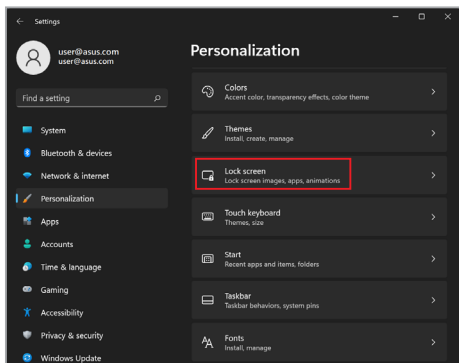 Settings
user@asus.com
user@asus.com
Find a setting
System
Bluetooth & devices
Network & internet
Personalization
Apps
Accounts
Time & language
Gaming
Accessibility
Privacy & security
Windows Update
Personalization
Colors
Accent color, transparency effects, color theme
Themes
Install, create, manage
Lock screen
Lock screen images, apps, animations
Touch keyboard
Themes, size
Start
Recent apps and items, folders
Taskbar
Taskbar behaviors, system pins
Fonts
Install, manage